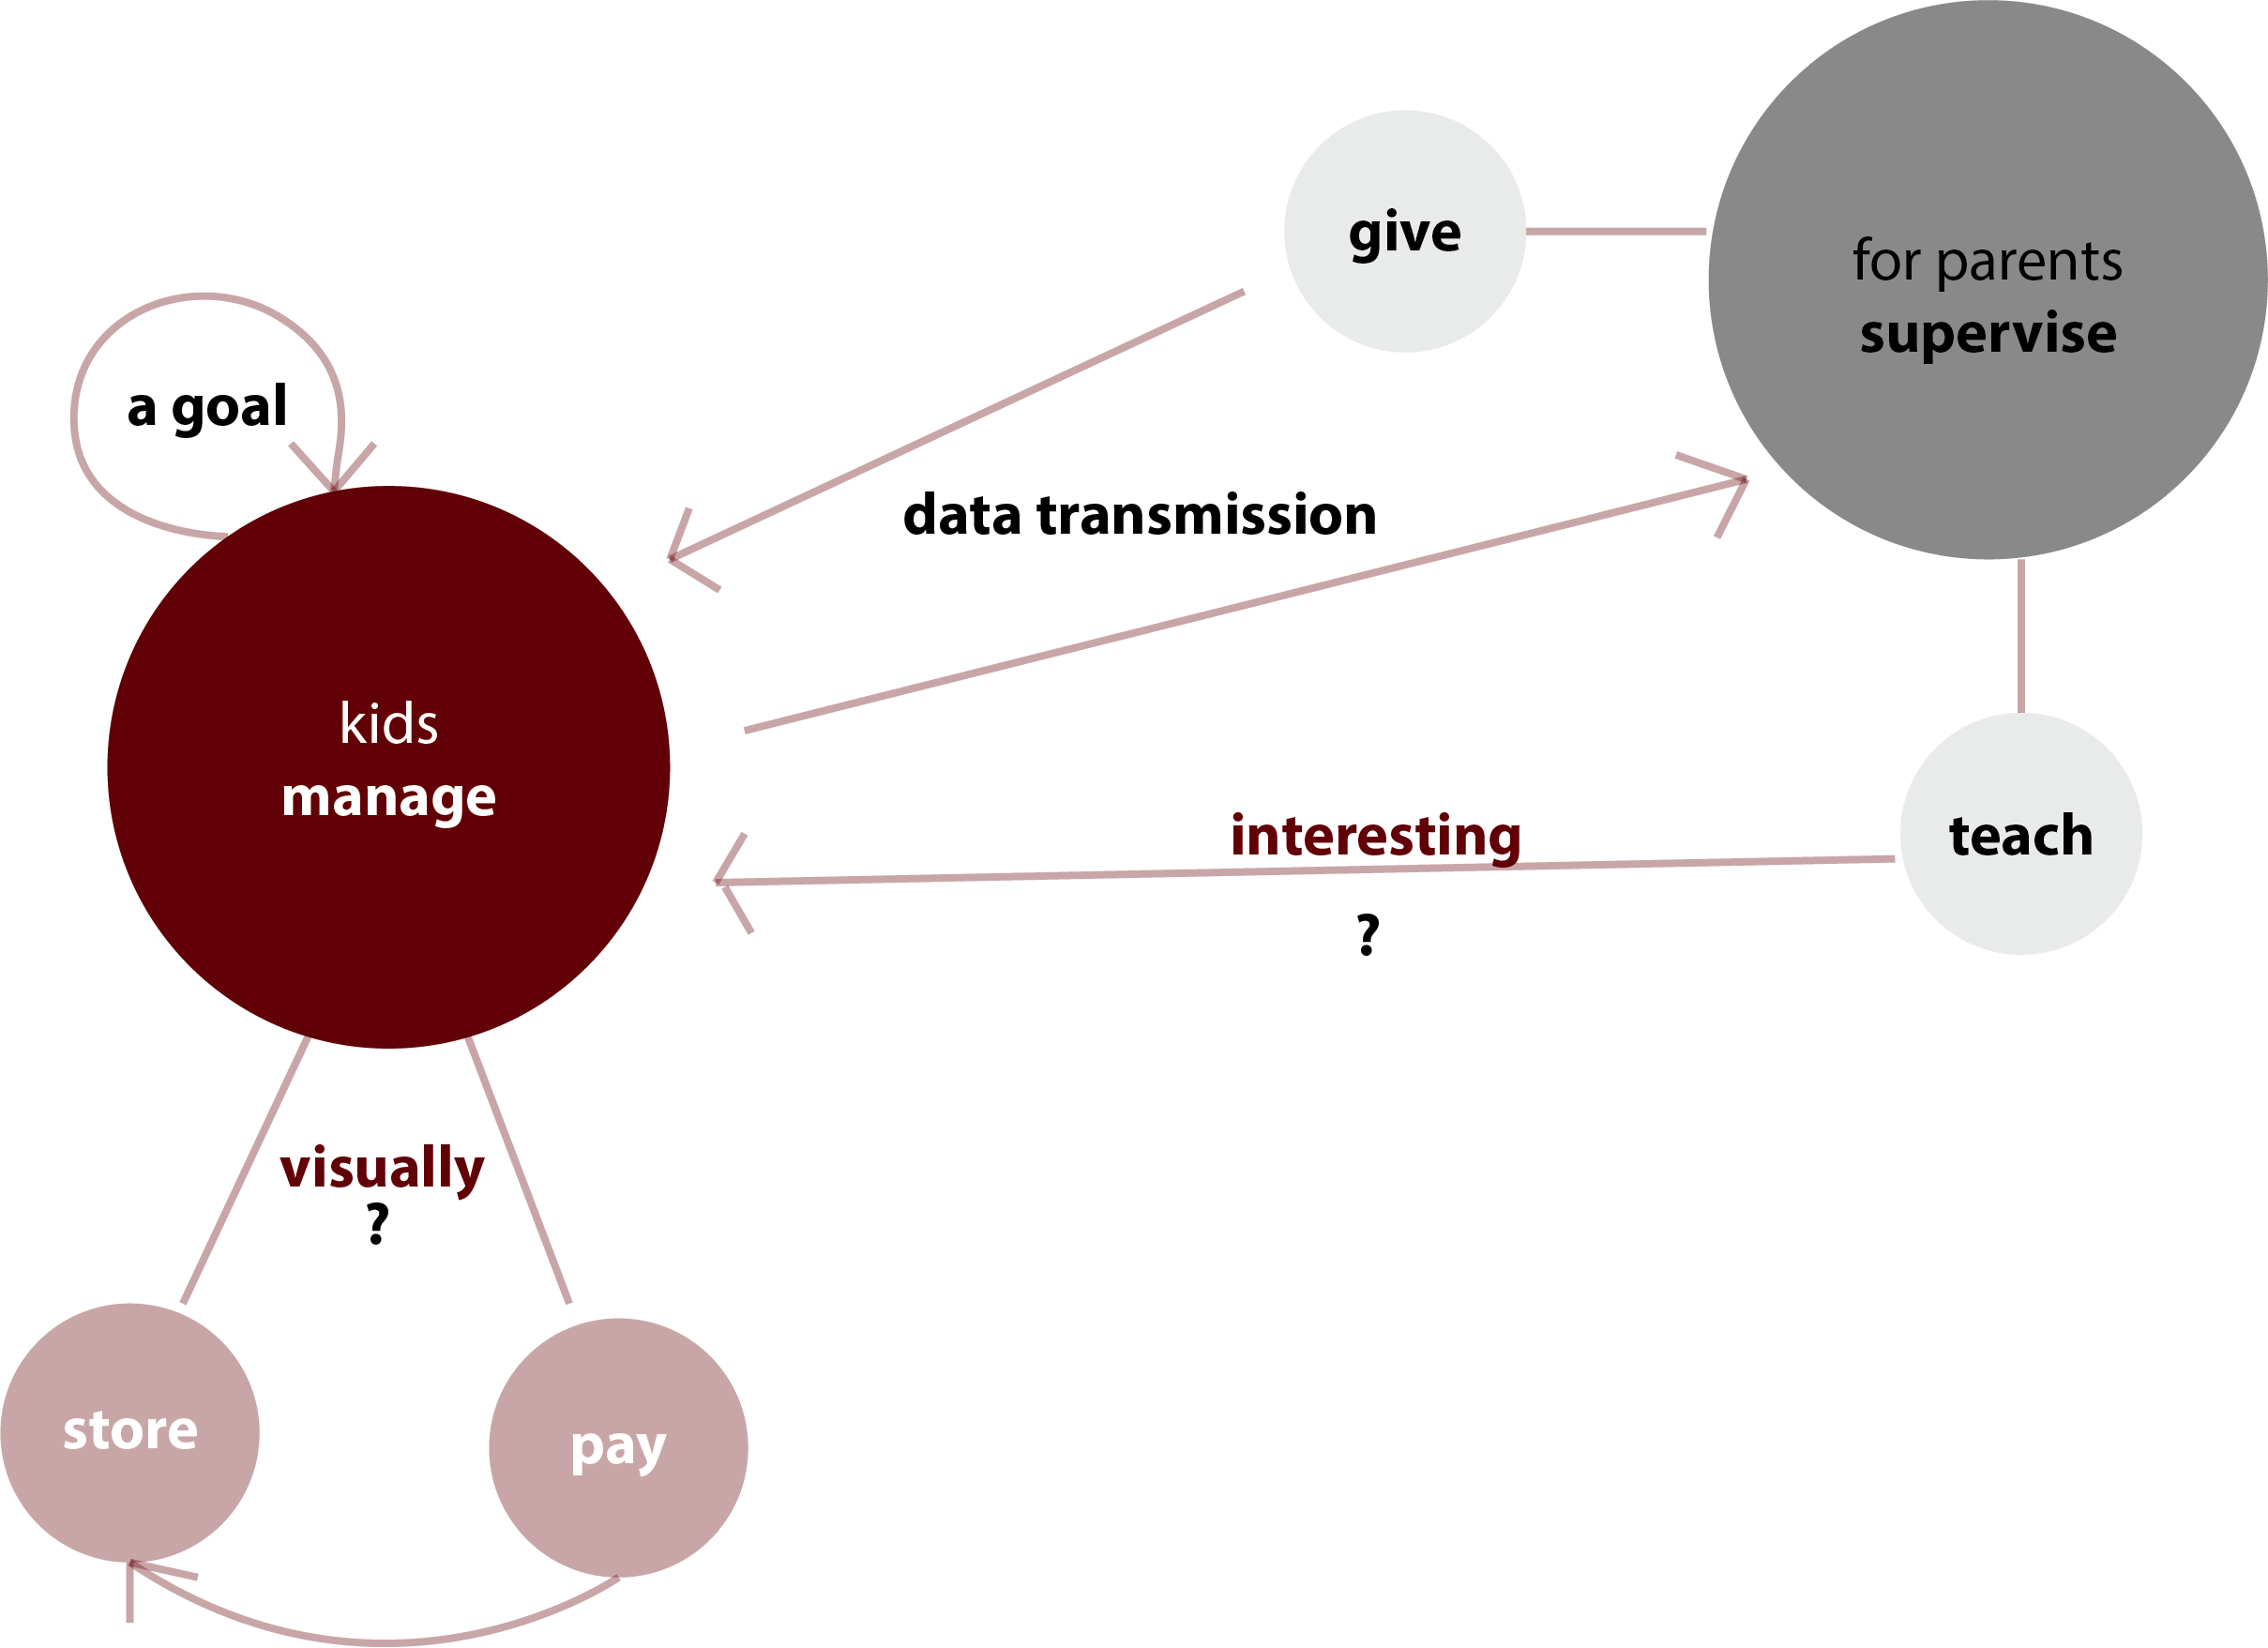 give
for parents
supervise
a goal
data transmission
kids
manage
interesting
?
teach
visually
?
store
pay